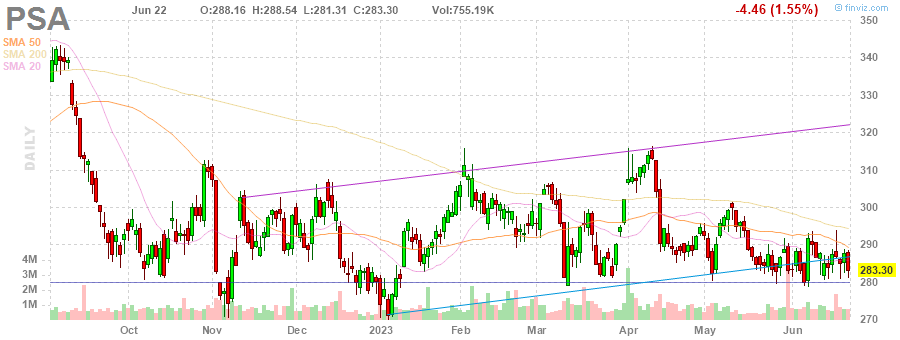 PSA
Jun 22 O:288.16 H:288.54 L:281.31 C:283.30 Vol:755.19K -4.46 (1.55%) © finviz.com
SMA 50
SMA 200
SMA 20
DAILY
350
340
330
320
310
300
290
283.30
280
270
4M
3M
2M
1M
Oct Nov Dec 2023 Feb Mar Apr May Jun